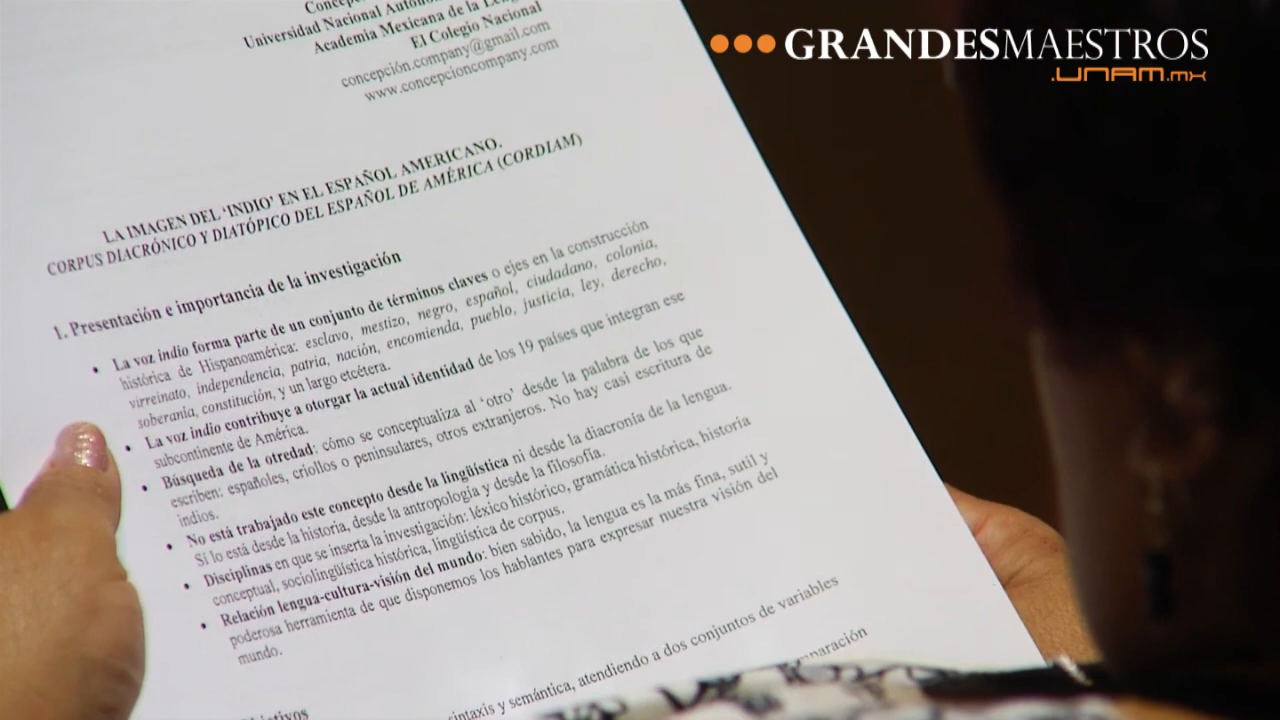 GRANDESMAESTROS
.UNAM.mx
Universidad Nacional
Academia Mexicana de la
El Colegio Nacional
concepción.company@gmail.com
www.concepcioncompany.com
LA IMAGEN DEL ‘INDIO’ EN EL ESPAÑOL AMERICANO.
CORPUS DIACRÓNICO Y DIATÓPICO DEL ESPAÑOL DE AMÉRICA (CORDIAM)
1. Presentación e importancia de la investigación
• La voz indio forma parte de un conjunto de términos claves o ejes en la construcción
histórica de Hispanoamérica: esclavo, mestizo, negro, español, ciudadano, colonia,
virreinato, independencia, patria, nación, encomienda, pueblo, justicia, ley, derecho,
soberanía, constitución, y un largo etcétera.
• La voz indio contribuye a otorgar la actual identidad de los 19 países que integran ese
subcontinente de América.
• Búsqueda de la otredad: cómo se conceptualiza al ‘otro’ desde la palabra de los que
escriben: españoles, criollos o peninsulares, otros extranjeros. No hay casi escritura de
indios.
• No está trabajado este concepto desde la lingüística ni desde la diacronía de la lengua.
Sí lo está desde la historia, desde la antropología y desde la filosofía.
• Disciplinas en que se inserta la investigación: léxico histórico, gramática histórica, historia
conceptual, sociolingüística histórica, lingüística de corpus.
• Relación lengua-cultura-visión del mundo: bien sabido, la lengua es la más fina, sutil y
poderosa herramienta de que disponemos los hablantes para expresar nuestra visión del
mundo.
sintaxis y semántica, atendiendo a dos conjuntos de variables